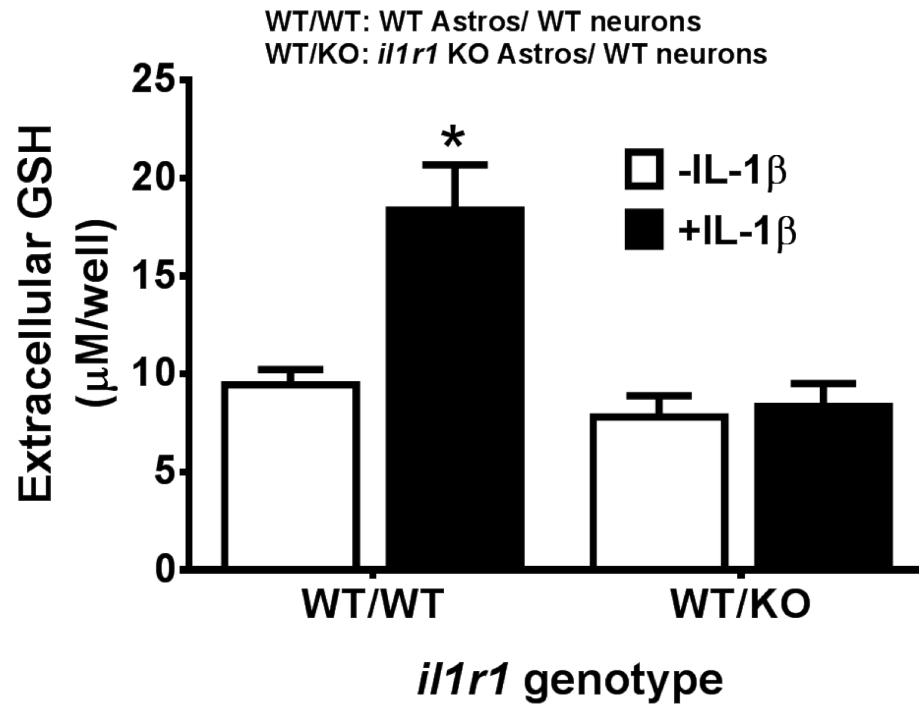 WT/WT: WT Astros/ WT neurons
WT/KO: il1r1 KO Astros/ WT neurons
Extracellular GSH
(μM/well)
25
20
15
10
5
0
*
-IL-1β
+IL-1β
WT/WT
WT/KO
il1r1 genotype